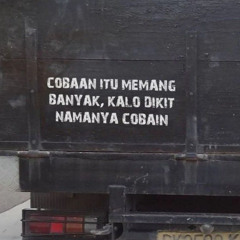 COBAAN ITU MEMANG
BANYAK, KALO DIKIT
NAMANYA COBAIN